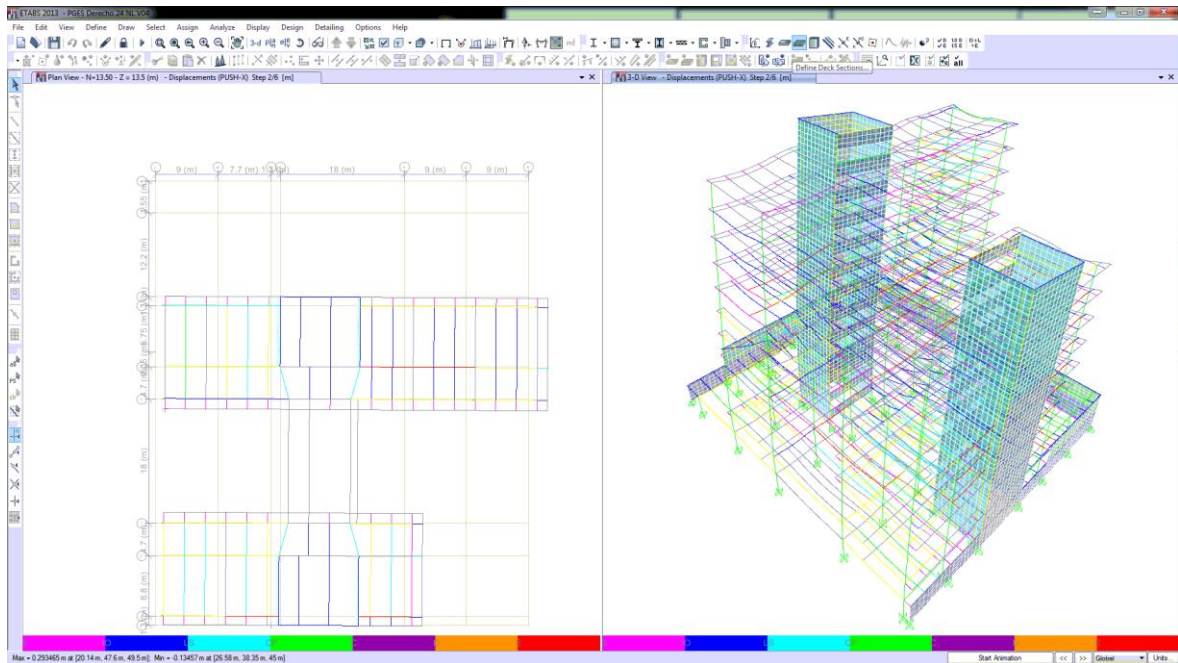 ETABS 2013 - PGES Derecho 24 NL V04
File Edit View Define Select Assign Analyze Display Design Detailing Options Help
Define Deck Sections...
Plan View - N=13.50 - Z = 13.5 (m) - Displacements (PUSH-X) Step 2/6 [m]
3-D View - Displacements (PUSH-X) Step 2/6 [m]
9 (m)
18 (m)
9 (m)
9 (m)
12.2 (m)
18 (m)
Max = 0.293465 m at [20.14 m, 47.6 m, 49.5 m]; Min = -0.13457 m at [26.58 m, 38.35 m, 45 m]
Start Animation << >> Global Units...